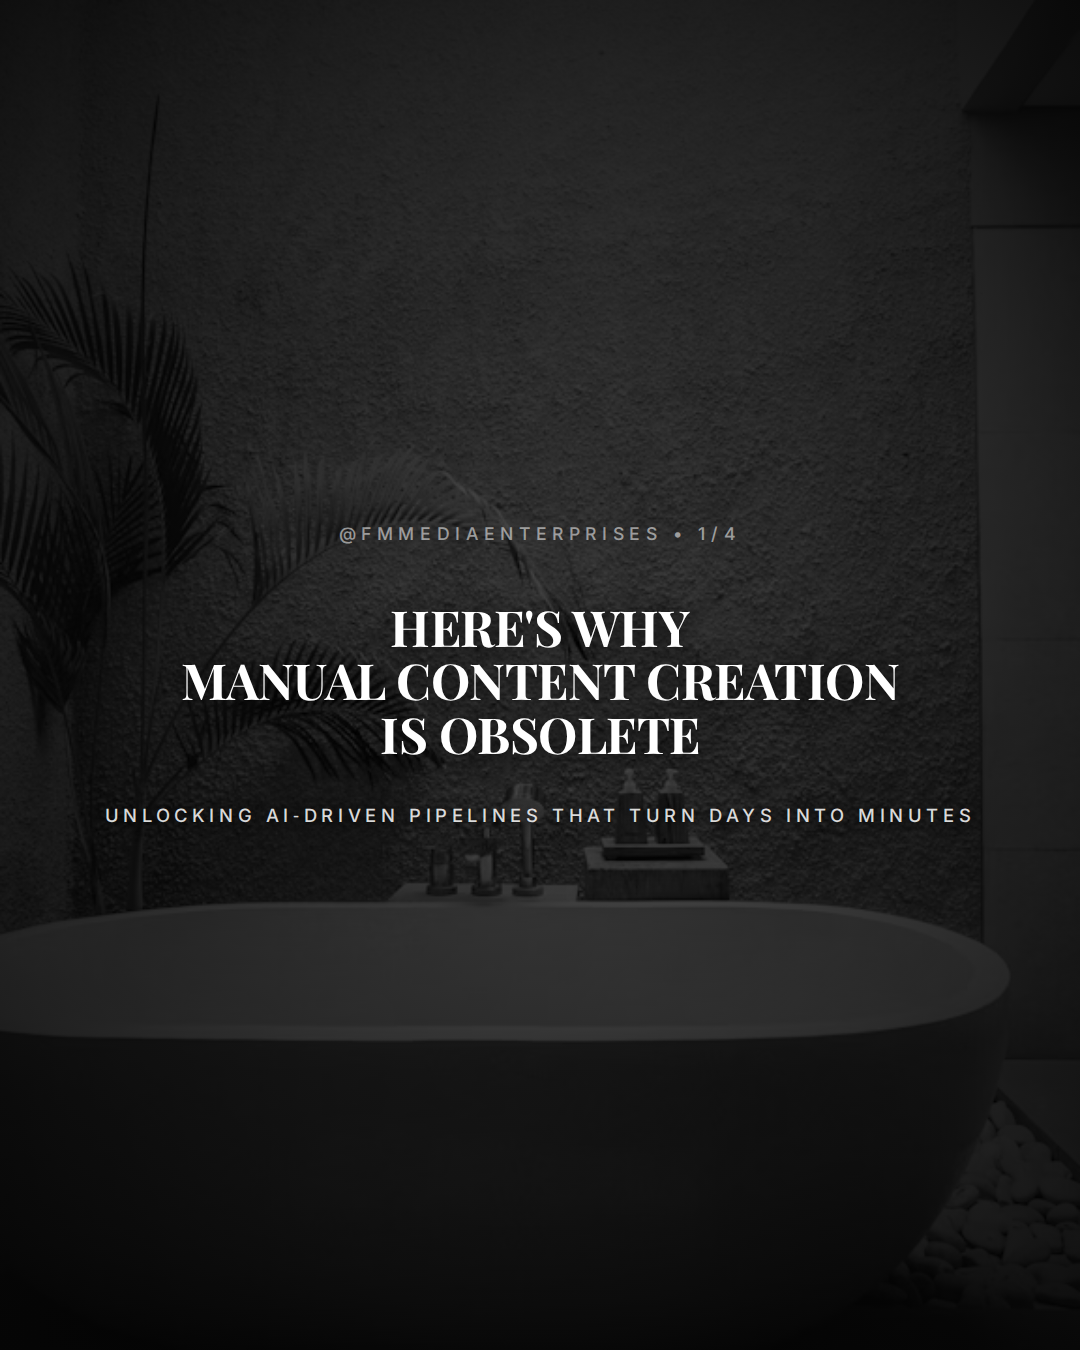 @FMMEDIAENTERPRISES • 1/4
HERE'S WHY
MANUAL CONTENT CREATION
IS OBSOLETE
UNLOCKING AI-DRIVEN PIPELINES THAT TURN DAYS INTO MINUTES